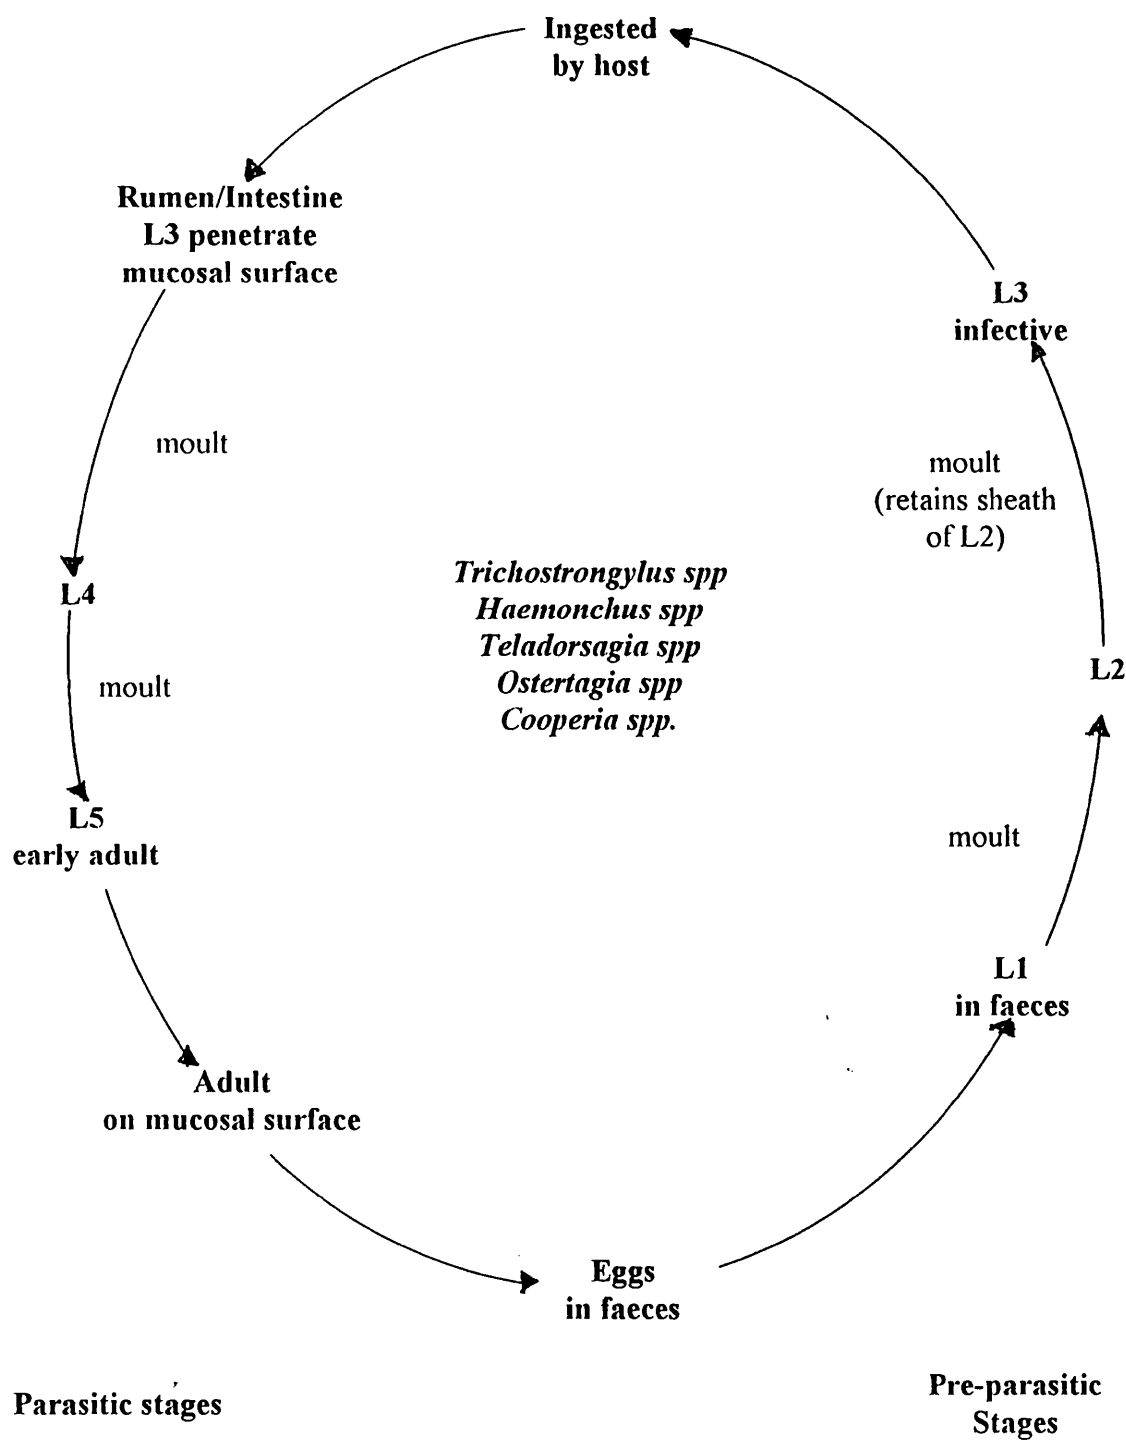 Ingested
by host
Rumen/Intestine
L3 penetrate
mucosal surface
L3
infective
moult
moult
(retains sheath
of L2)
L4
Trichostrongylus spp
Haemonchus spp
Teladorsagia spp
Ostertagia spp
Cooperia spp.
L2
moult
L5
early adult
moult
L1
in faeces
Adult
on mucosal surface
Eggs
in faeces
Parasitic stages
Pre-parasitic
Stages